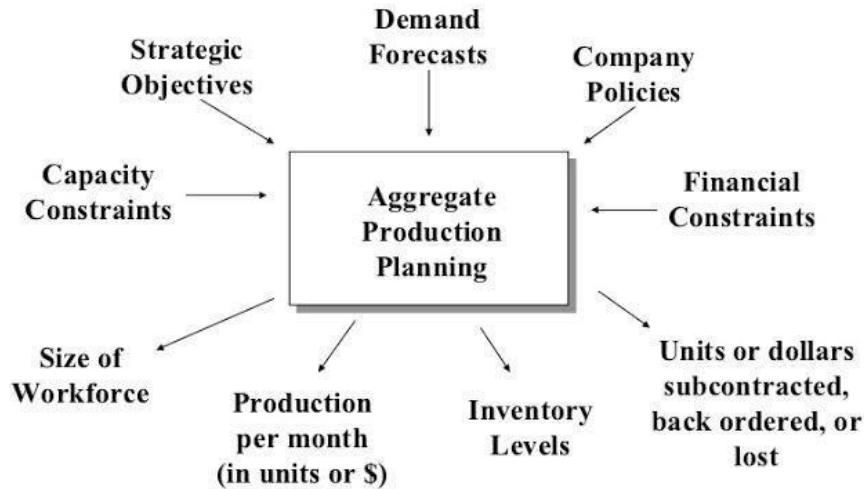 Demand
Forecasts
Strategic
Objectives
Company
Policies
Capacity
Constraints
Aggregate
Production
Planning
Financial
Constraints
Size of
Workforce
Production
per month
(in units or $)
Inventory
Levels
Units or dollars
subcontracted,
back ordered, or
lost